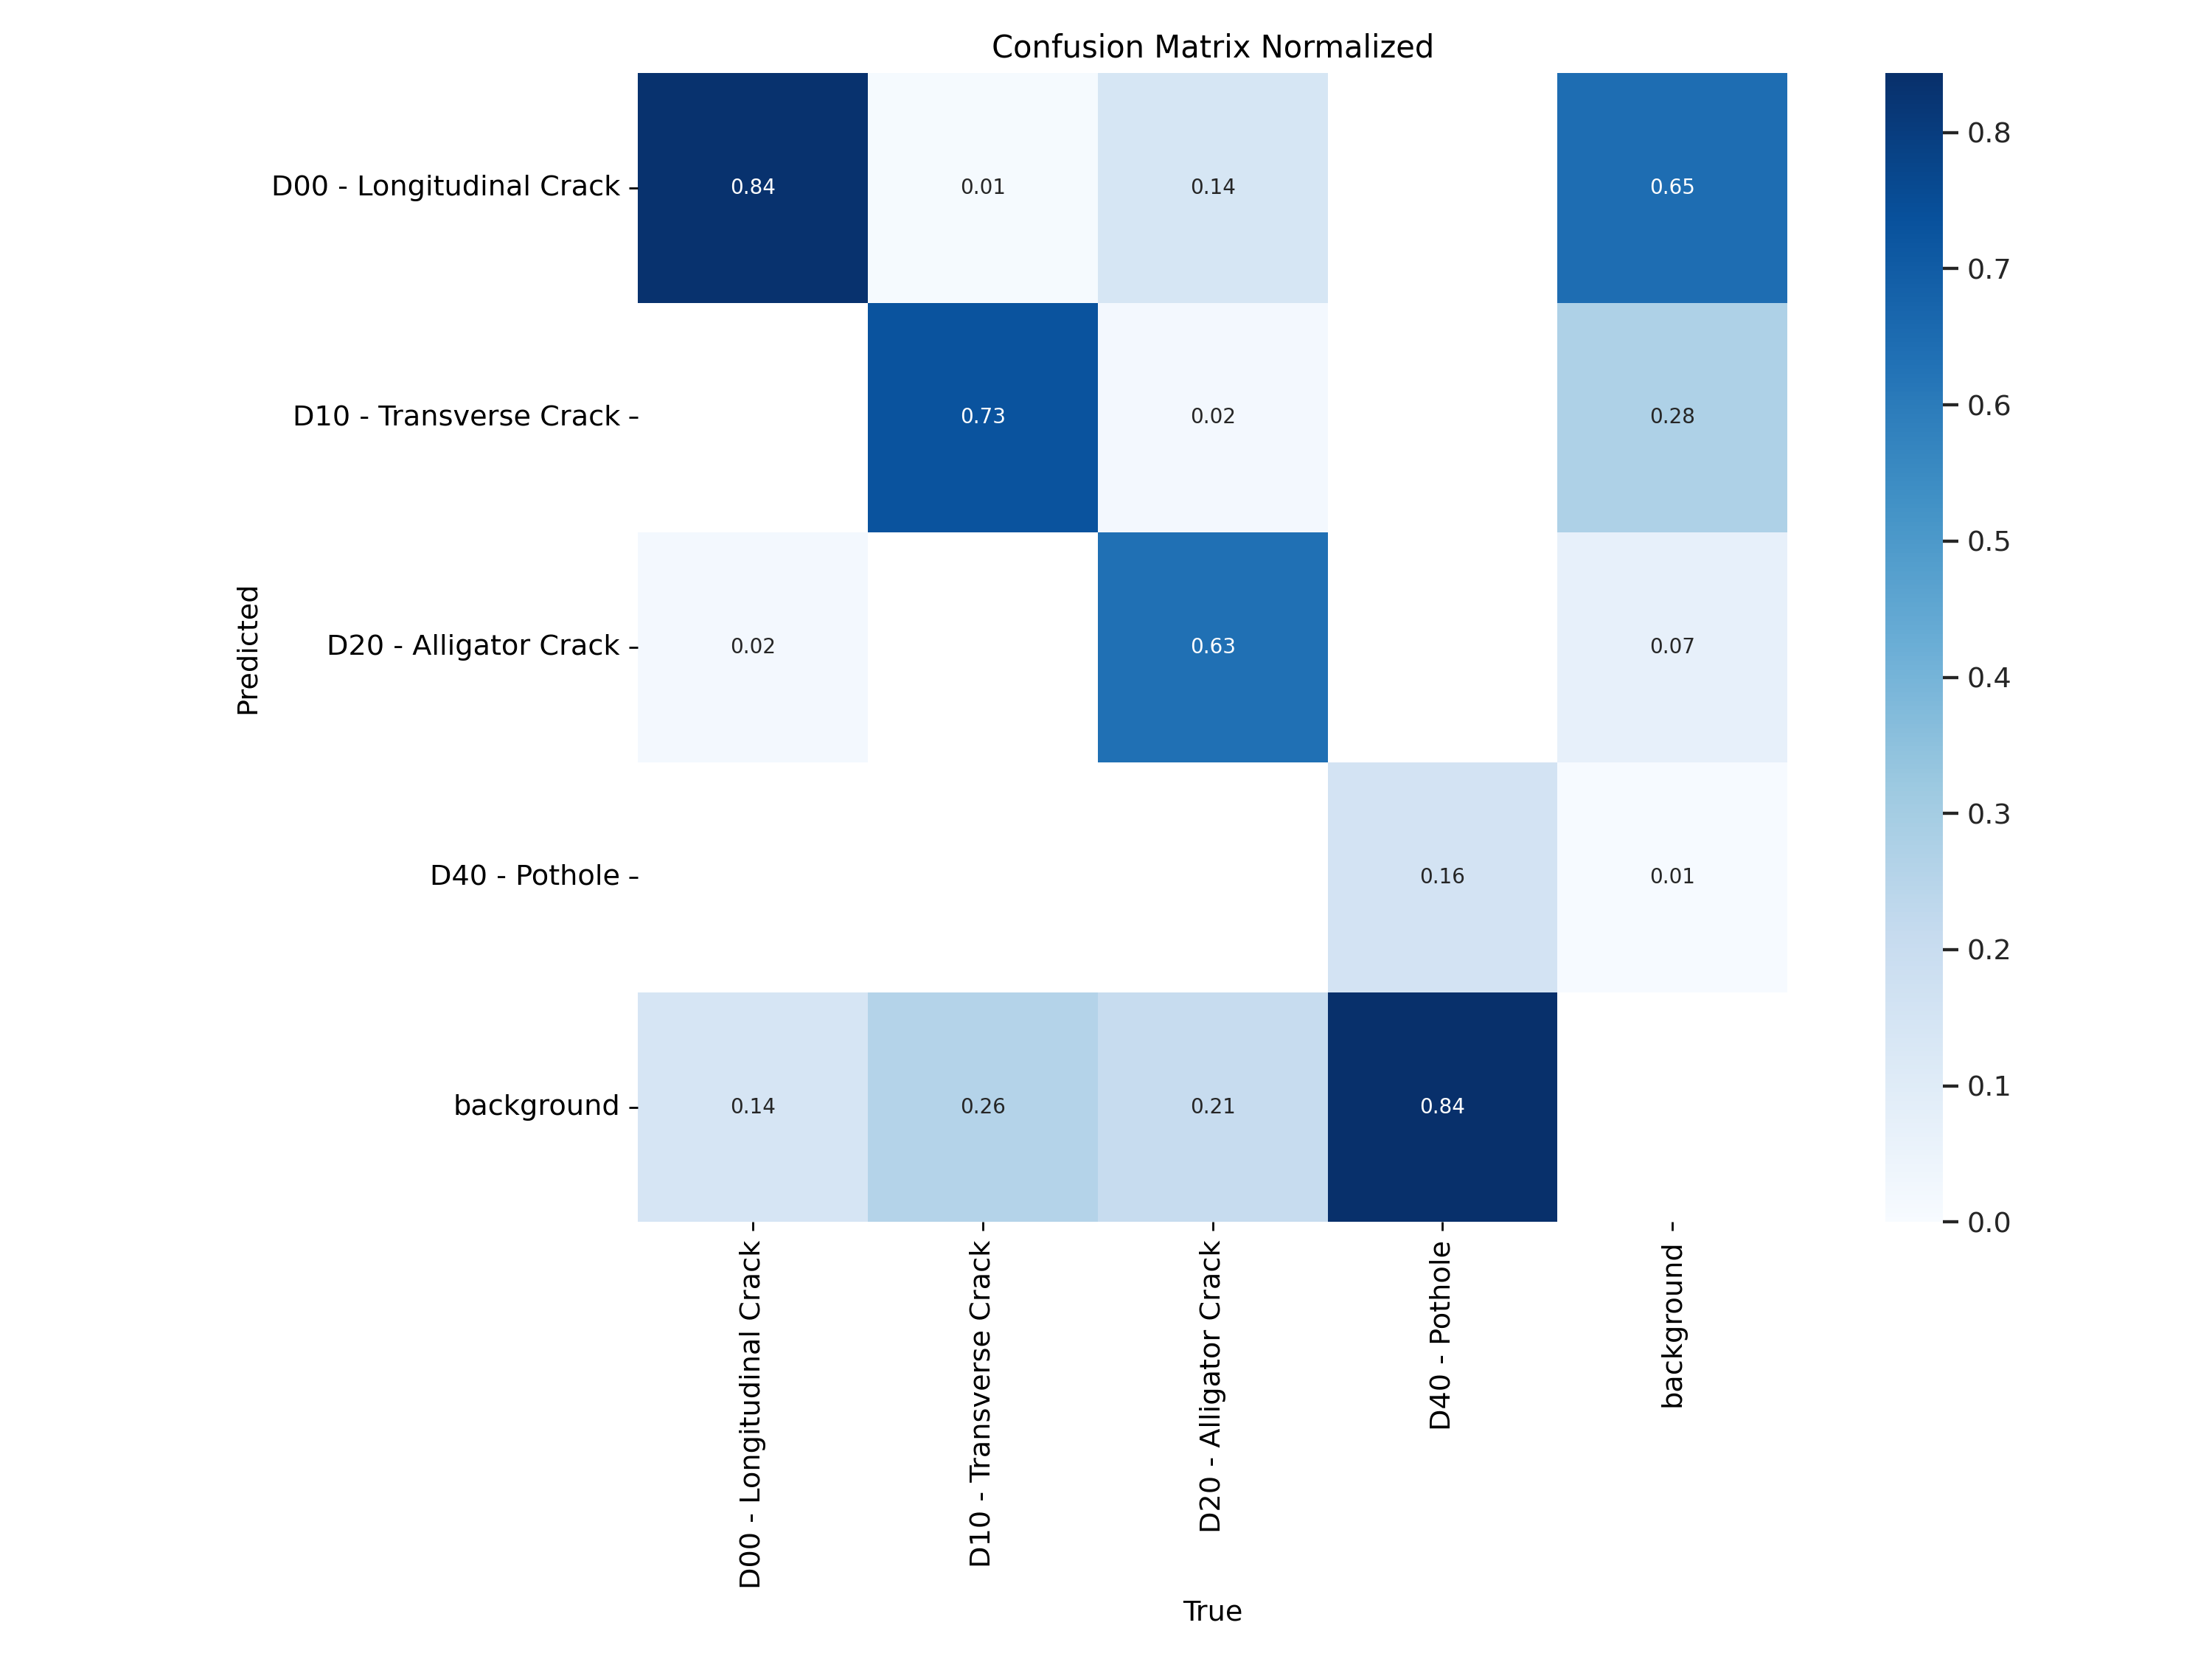 Confusion Matrix Normalized
D00 - Longitudinal Crack
0.84
0.01
0.14
0.65
D10 - Transverse Crack
0.73
0.02
0.28
D20 - Alligator Crack
0.02
0.63
0.07
D40 - Pothole
0.16
0.01
background
0.14
0.26
0.21
0.84
Predicted
D00 - Longitudinal Crack
D10 - Transverse Crack
D20 - Alligator Crack
D40 - Pothole
background
True
0.8
0.7
0.6
0.5
0.4
0.3
0.2
0.1
0.0